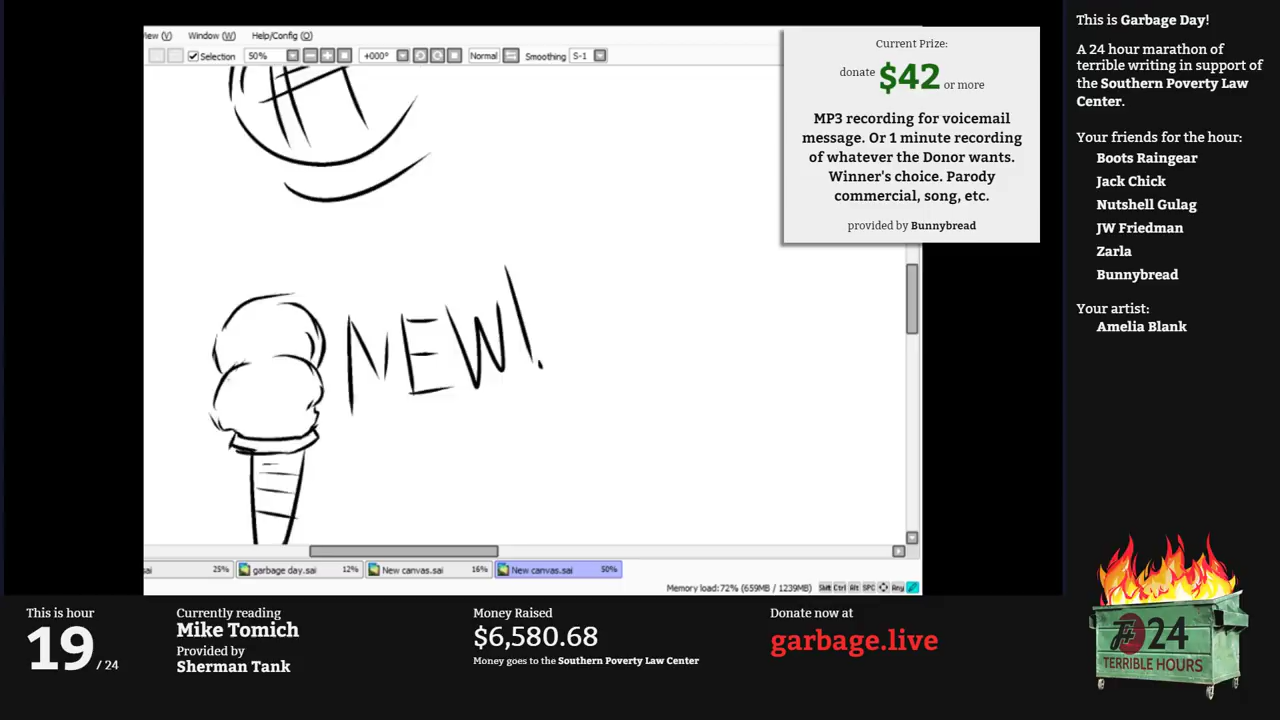 iew (V) Window (W) Help/Config (O)
Selection 50% +000° Normal Smoothing S-1
NEW!
sai 25% garbage day.sai 12% New canvas.sai 16% New canvas.sai 50%
Memory load:72% (659MB / 1239MB) Shft Ctrl Alt SPC Any
Current Prize:
donate $42 or more
MP3 recording for voicemail
message. Or 1 minute recording
of whatever the Donor wants.
Winner's choice. Parody
commercial, song, etc.
provided by Bunnybread
This is Garbage Day!
A 24 hour marathon of
terrible writing in support of
the Southern Poverty Law
Center.
Your friends for the hour:
Boots Raingear
Jack Chick
Nutshell Gulag
JW Friedman
Zarla
Bunnybread
Your artist:
Amelia Blank
This is hour
19 / 24
Currently reading
Mike Tomich
Provided by
Sherman Tank
Money Raised
$6,580.68
Money goes to the Southern Poverty Law Center
Donate now at
garbage.live
24
TERRIBLE HOURS